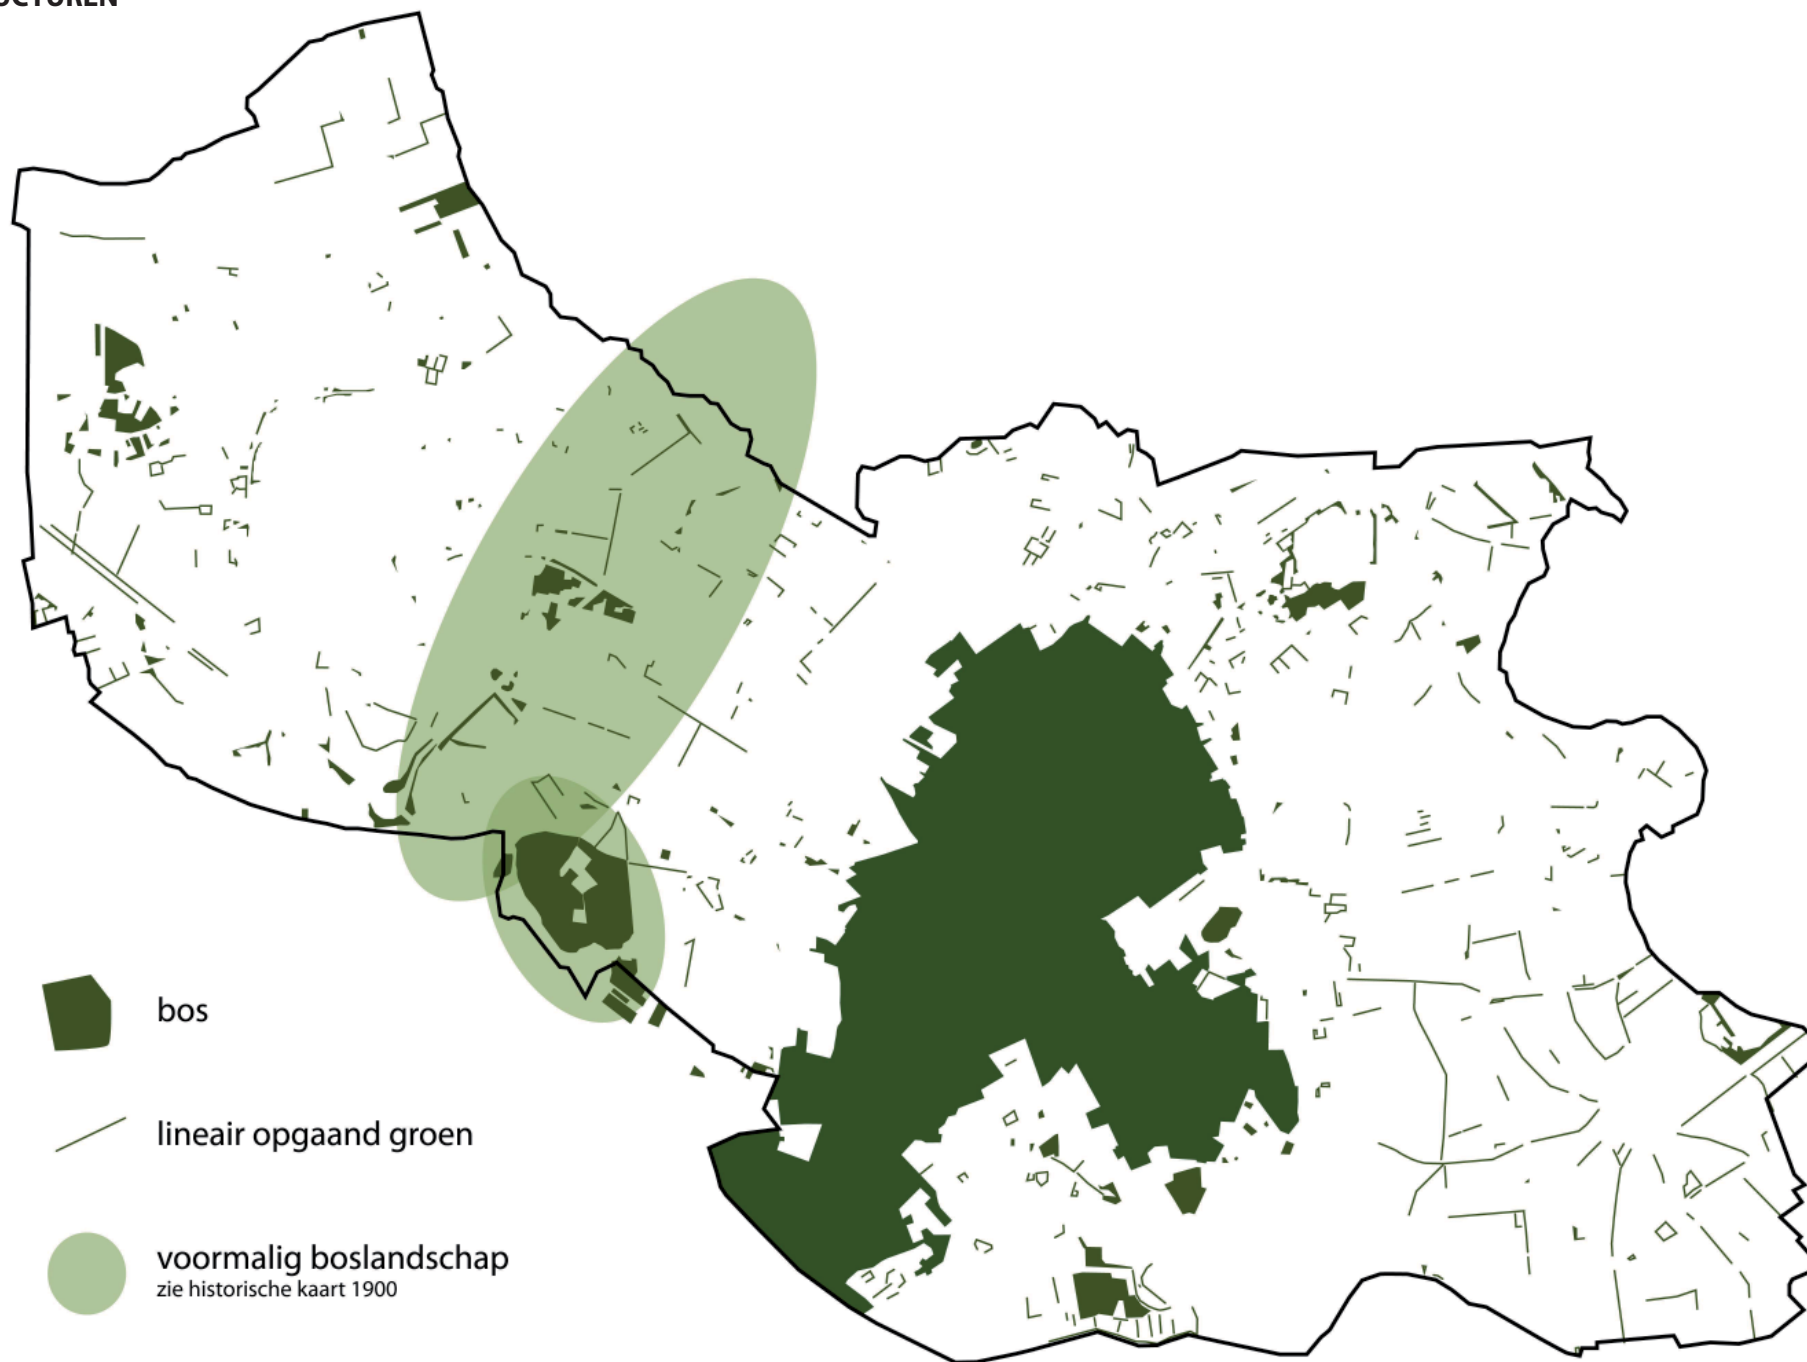 bos
lineair opgaand groen
voormalig boslandschap
zie historische kaart 1900